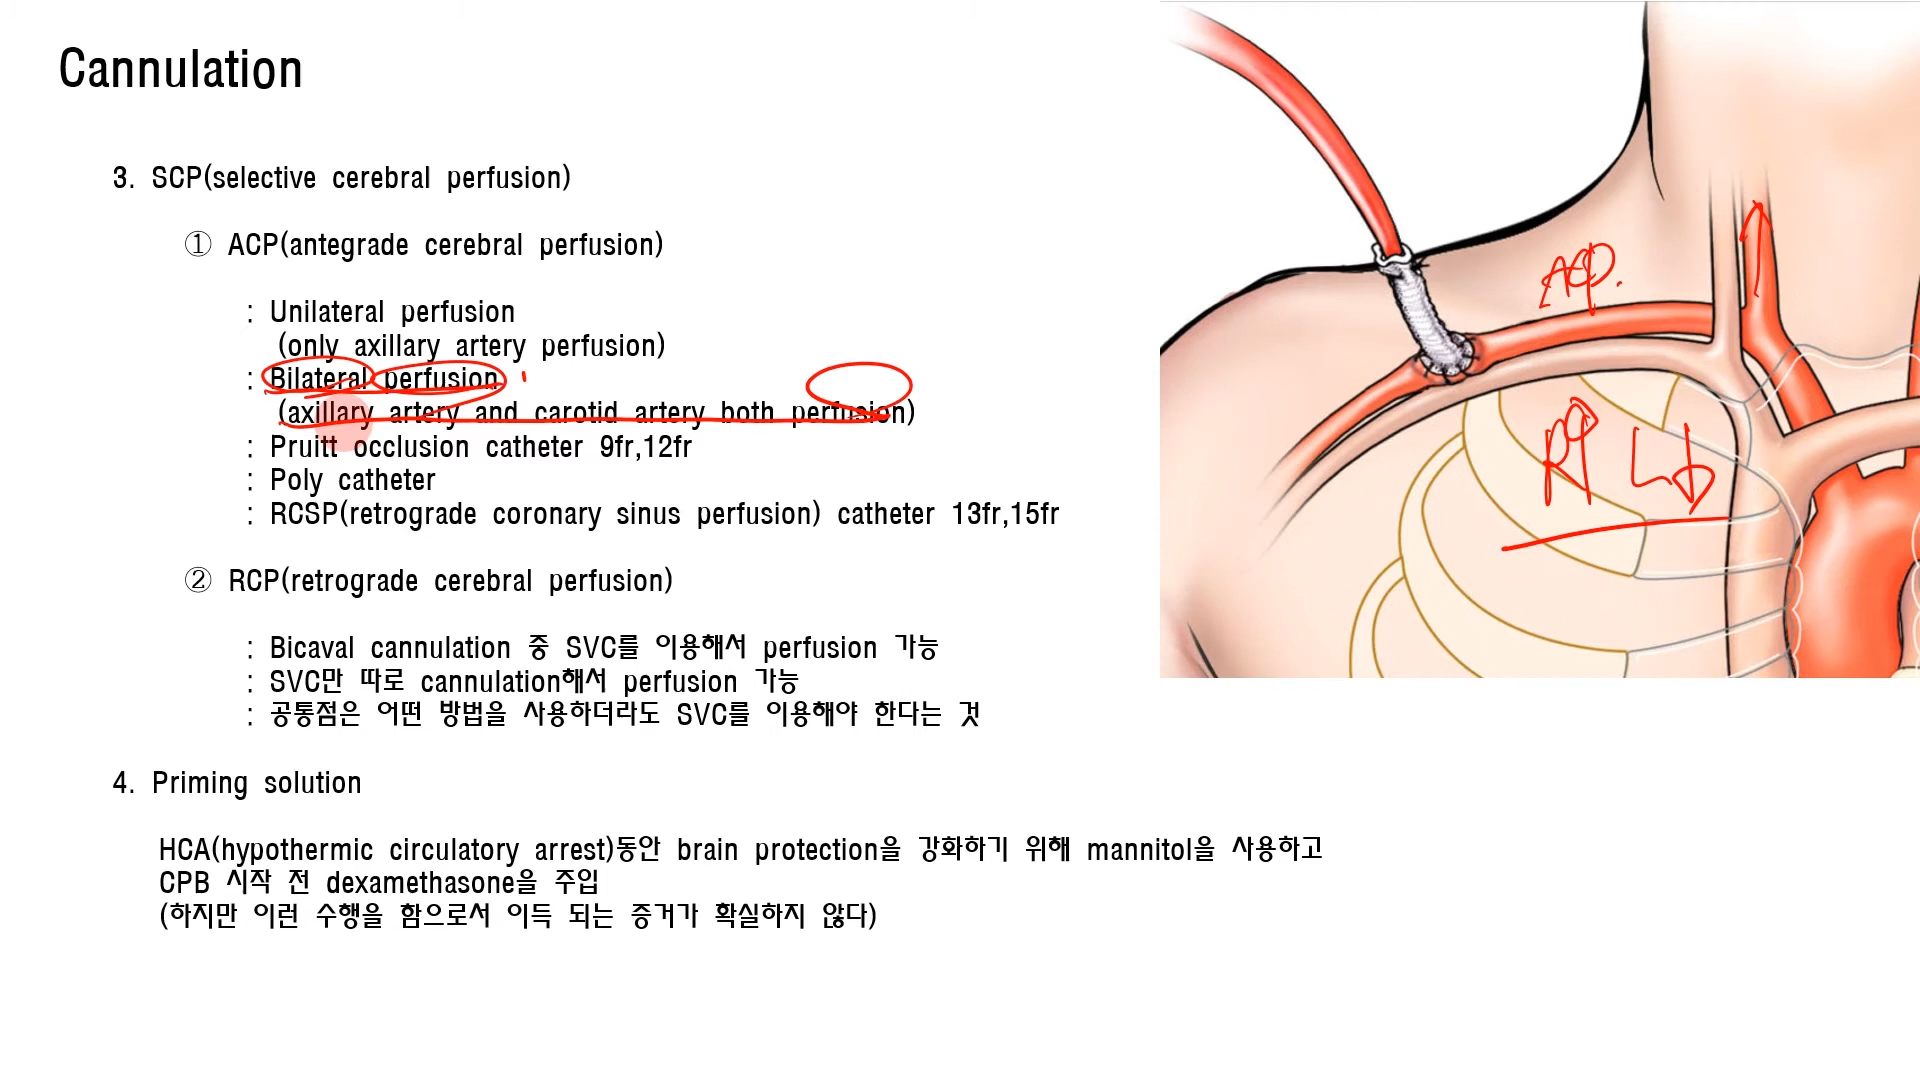 Cannulation
3. SCP(selective cerebral perfusion)
① ACP(antegrade cerebral perfusion)
: Unilateral perfusion
(only axillary artery perfusion)
: Bilateral perfusion
(axillary artery and carotid artery both perfusion)
: Pruitt occlusion catheter 9fr,12fr
: Poly catheter
: RCSP(retrograde coronary sinus perfusion) catheter 13fr,15fr
② RCP(retrograde cerebral perfusion)
: Bicaval cannulation 중 SVC를 이용해서 perfusion 가능
: SVC만 따로 cannulation해서 perfusion 가능
: 공통점은 어떤 방법을 사용하더라도 SVC를 이용해야 한다는 것
4. Priming solution
HCA(hypothermic circulatory arrest)동안 brain protection을 강화하기 위해 mannitol을 사용하고
CPB 시작 전 dexamethasone을 주입
(하지만 이런 수행을 함으로서 이득 되는 증거가 확실하지 않다)
ACP.